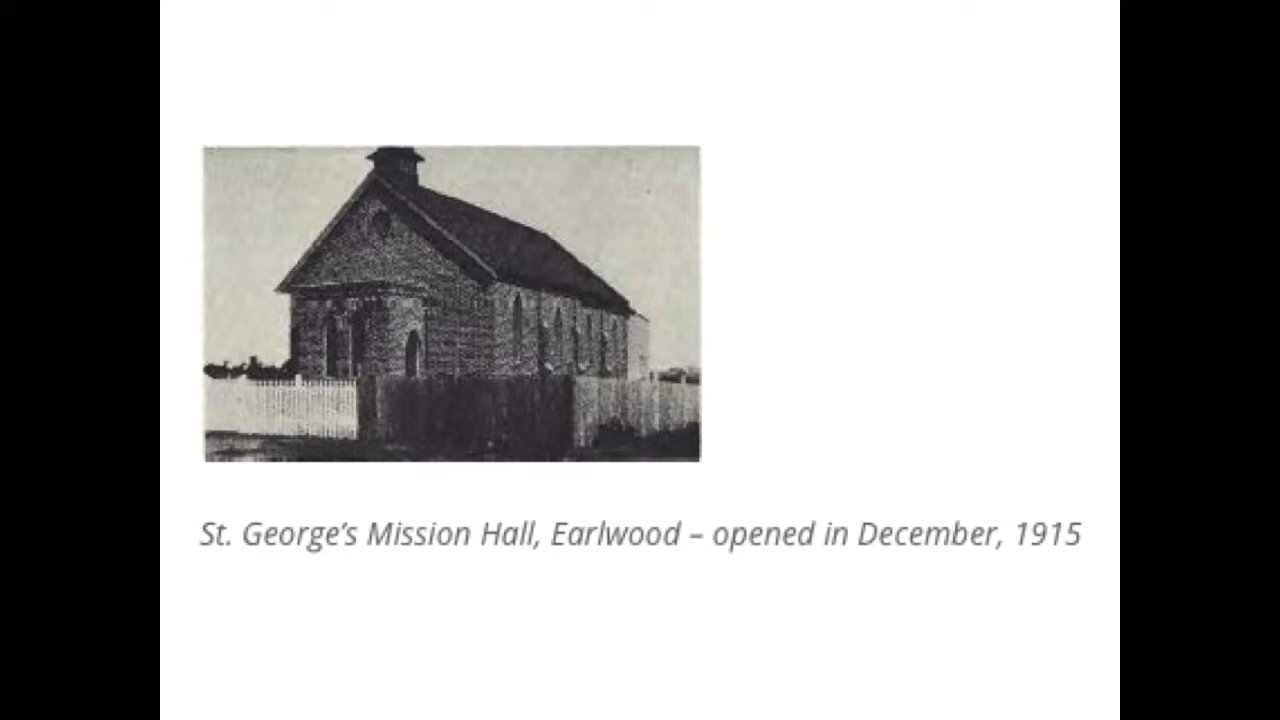 St. George’s Mission Hall, Earlwood – opened in December, 1915